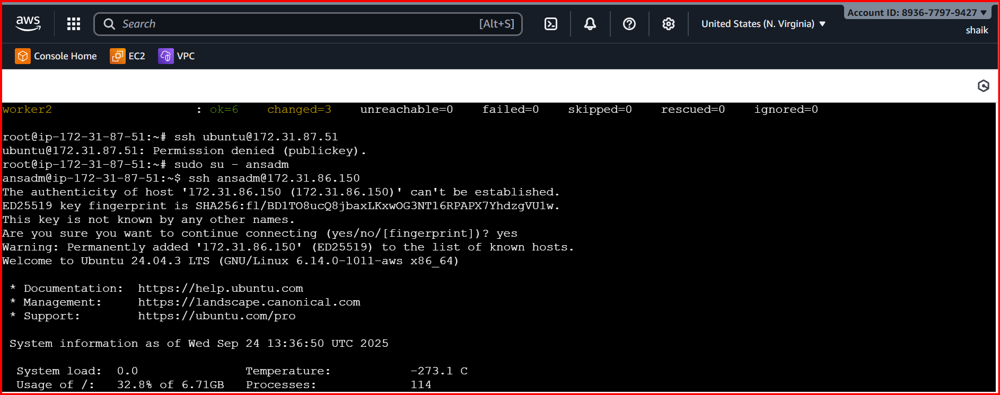 aws
Search [Alt+S]
United States (N. Virginia)
Account ID: 8936-7797-9427
shaik
Console Home EC2 VPC
worker2 : ok=6 changed=3 unreachable=0 failed=0 skipped=0 rescued=0 ignored=0
root@ip-172-31-87-51:~# ssh ubuntu@172.31.87.51
ubuntu@172.31.87.51: Permission denied (publickey).
root@ip-172-31-87-51:~# sudo su - ansadm
ansadm@ip-172-31-87-51:~$ ssh ansadm@172.31.86.150
The authenticity of host '172.31.86.150 (172.31.86.150)' can't be established.
ED25519 key fingerprint is SHA256:fl/BD1TO8ucQ8jbaxLKxwOG3NT16RPAPX7YhdzgVU1w.
This key is not known by any other names.
Are you sure you want to continue connecting (yes/no/[fingerprint])? yes
Warning: Permanently added '172.31.86.150' (ED25519) to the list of known hosts.
Welcome to Ubuntu 24.04.3 LTS (GNU/Linux 6.14.0-1011-aws x86_64)
* Documentation: https://help.ubuntu.com
* Management: https://landscape.canonical.com
* Support: https://ubuntu.com/pro
System information as of Wed Sep 24 13:36:50 UTC 2025
System load: 0.0 Temperature: -273.1 C
Usage of /: 32.8% of 6.71GB Processes: 114